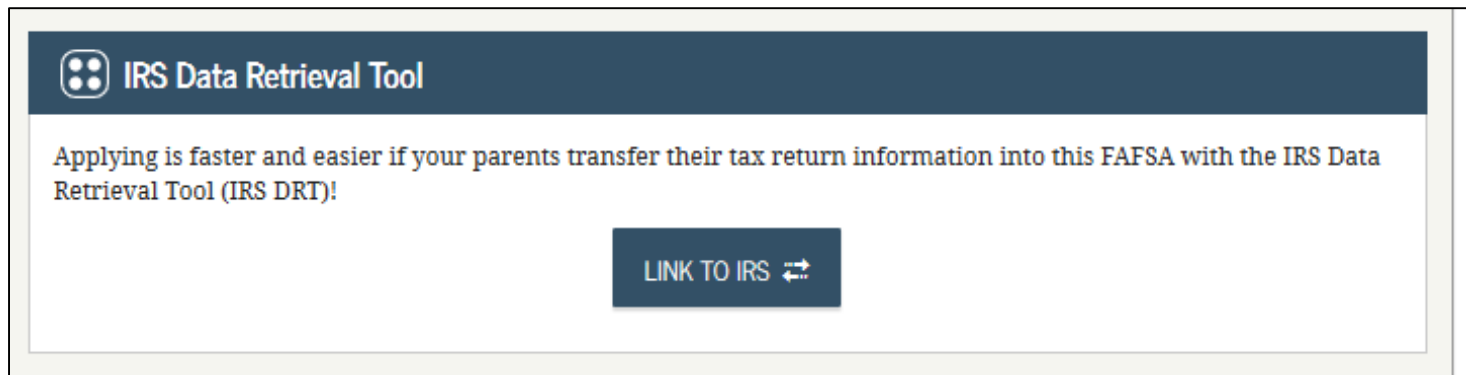 IRS Data Retrieval Tool
Applying is faster and easier if your parents transfer their tax return information into this FAFSA with the IRS Data
Retrieval Tool (IRS DRT)!
LINK TO IRS